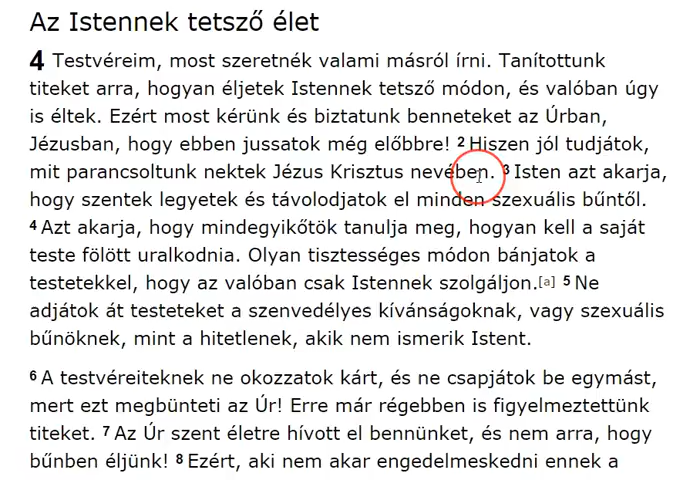 Az Istennek tetsző élet
4 Testvéreim, most szeretnék valami másról írni. Tanítottunk
titeket arra, hogyan éljetek Istennek tetsző módon, és valóban úgy
is éltek. Ezért most kérünk és biztatunk benneteket az Úrban,
Jézusban, hogy ebben jussatok még előbbre! 2 Hiszen jól tudjátok,
mit parancsoltunk nektek Jézus Krisztus nevében. 3 Isten azt akarja,
hogy szentek legyetek és távolodjatok el minden szexuális bűntől.
4 Azt akarja, hogy mindegyikőtök tanulja meg, hogyan kell a saját
teste fölött uralkodnia. Olyan tisztességes módon bánjatok a
testetekkel, hogy az valóban csak Istennek szolgáljon.[a] 5 Ne
adjátok át testeteket a szenvedélyes kívánságoknak, vagy szexuális
bűnöknek, mint a hitetlenek, akik nem ismerik Istent.
6 A testvéreiteknek ne okozzatok kárt, és ne csapjátok be egymást,
mert ezt megbünteti az Úr! Erre már régebben is figyelmeztettünk
titeket. 7 Az Úr szent életre hívott el bennünket, és nem arra, hogy
bűnben éljünk! 8 Ezért, aki nem akar engedelmeskedni ennek a